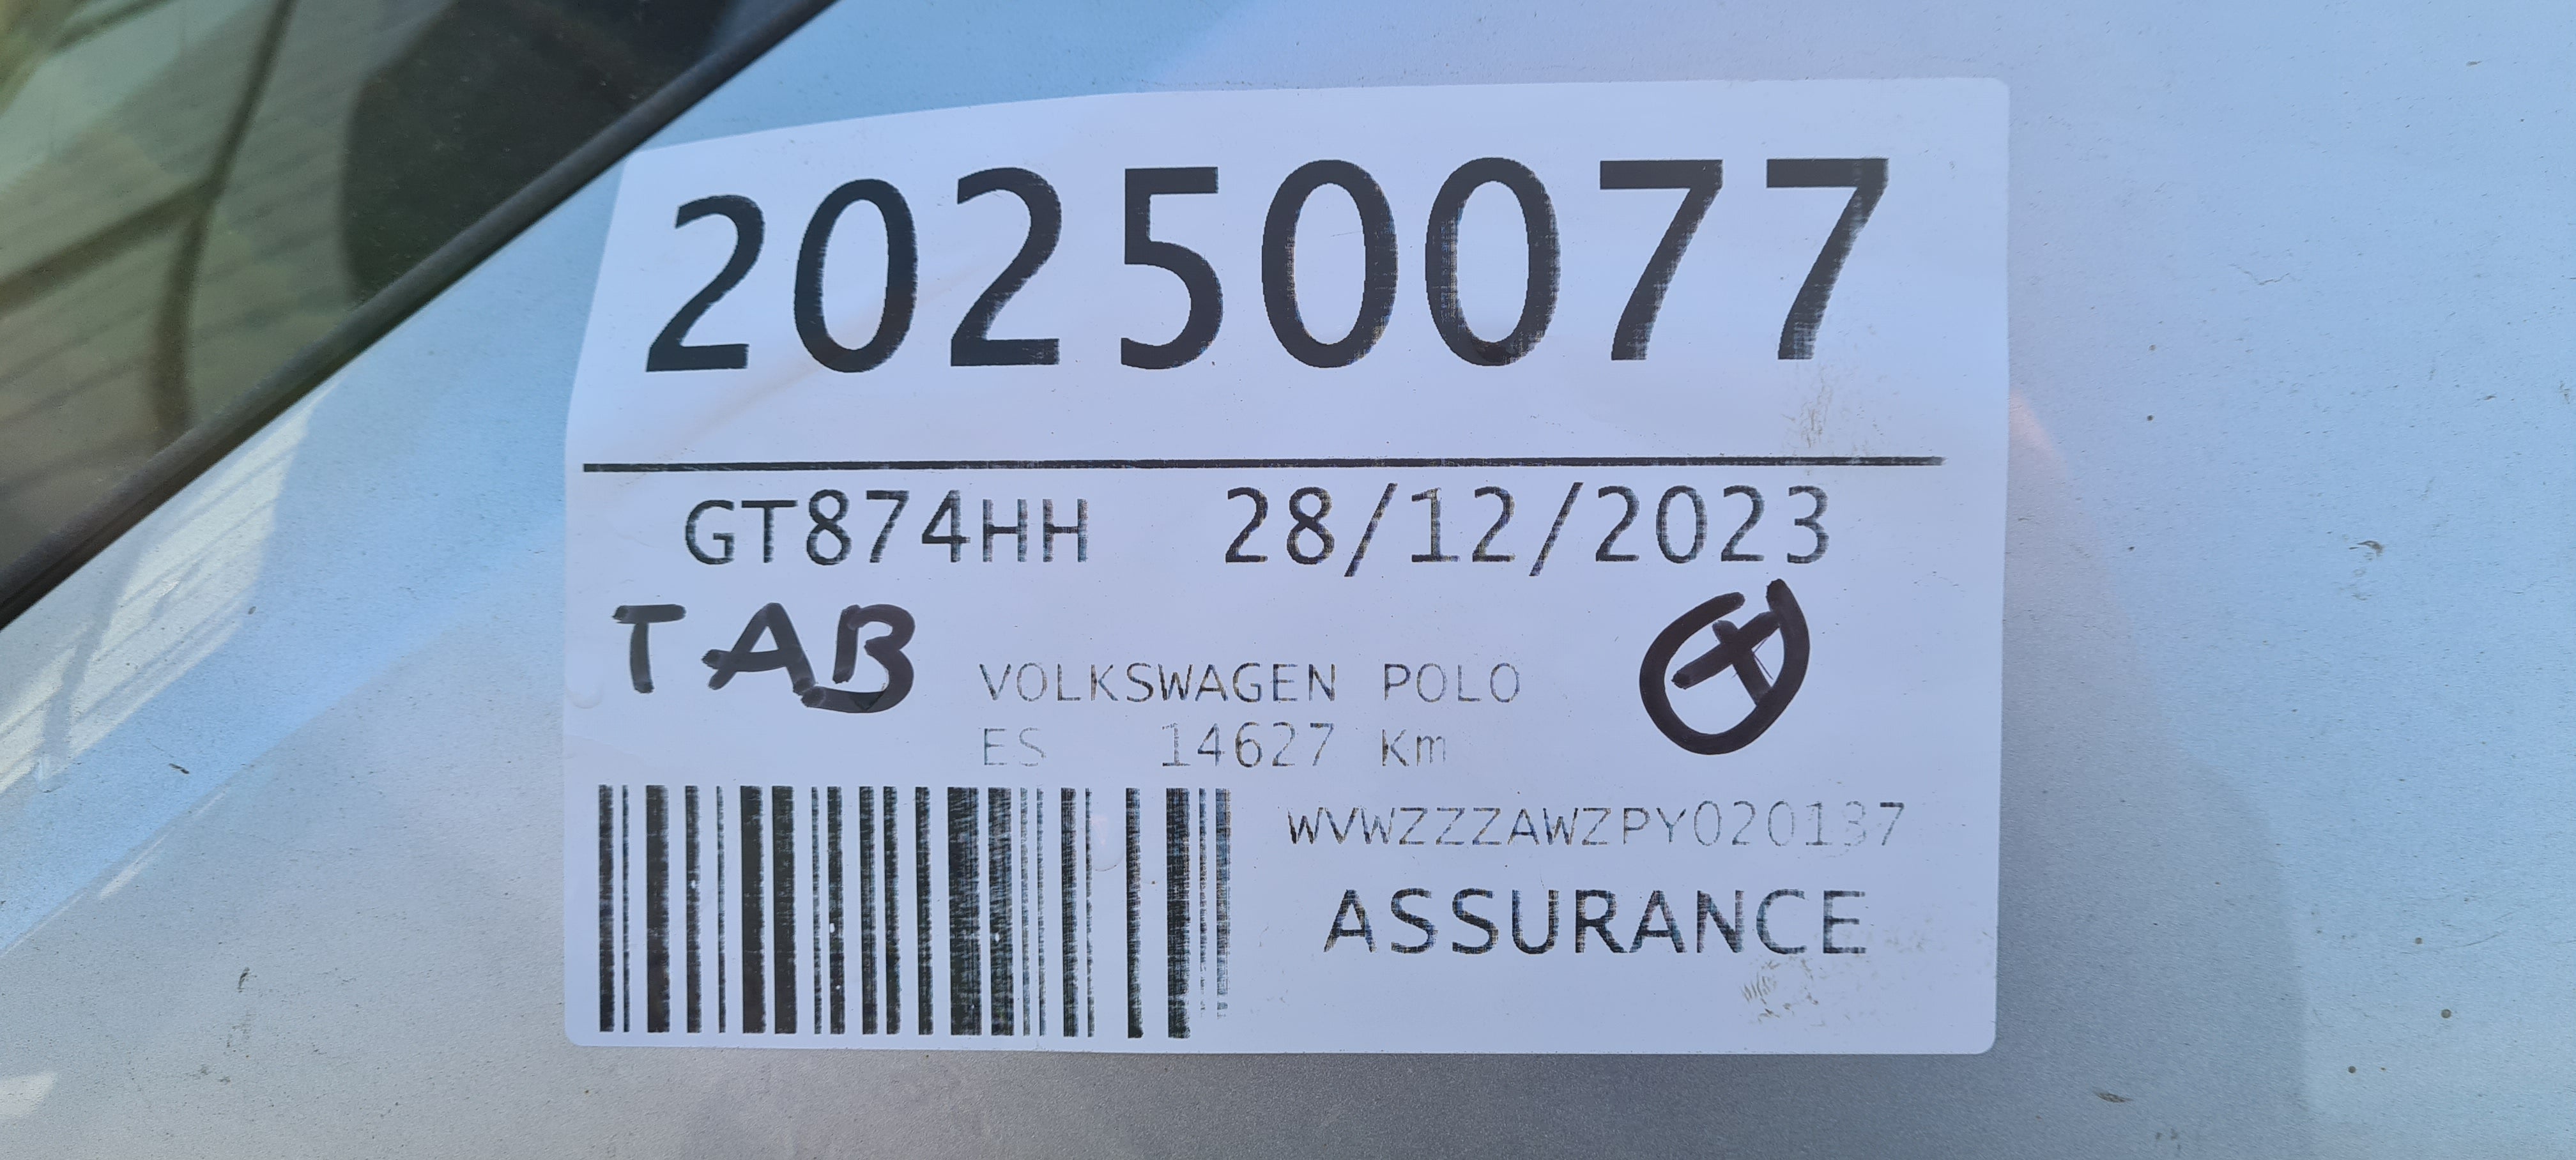 20250077
GT874HH 28/12/2023
TAB
VOLKSWAGEN POLO
ES 14627 Km
WVWZZZAWZPY020137
ASSURANCE